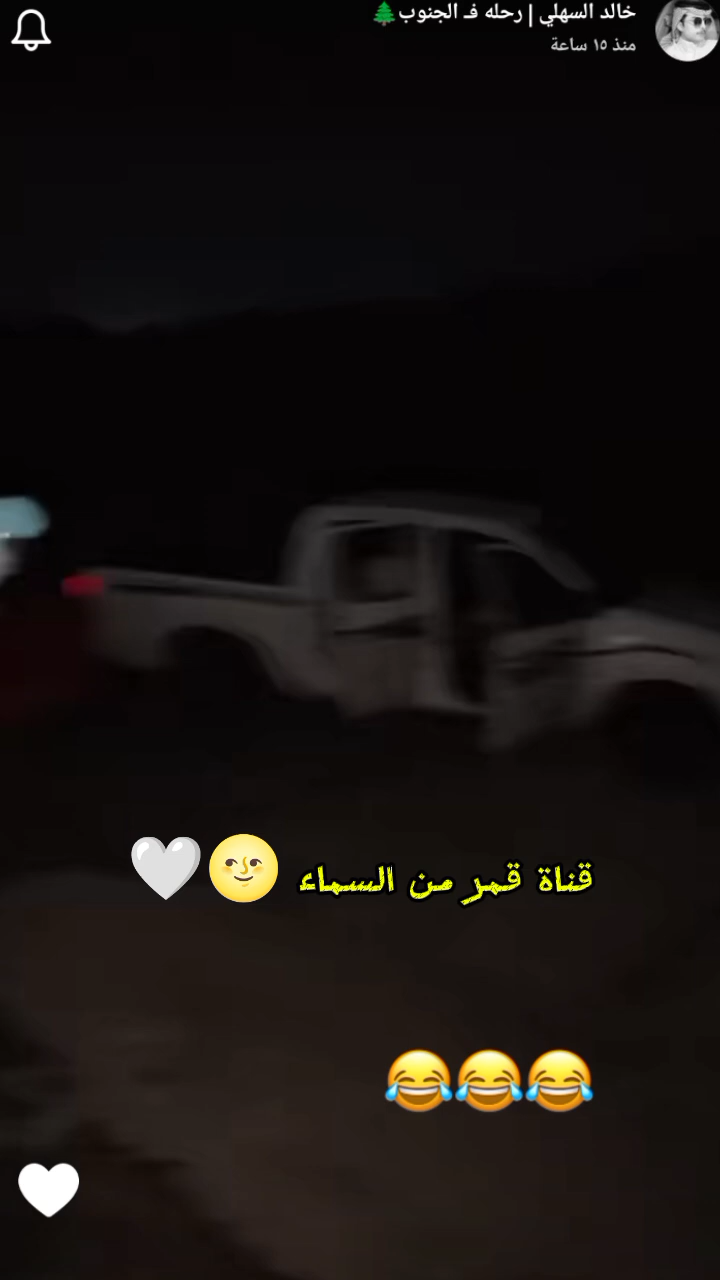 خالد السهلي | رحله فـ الجنوب🌲
منذ ١٥ ساعة
قناة قمر من السماء 🌝🤍
😂😂😂